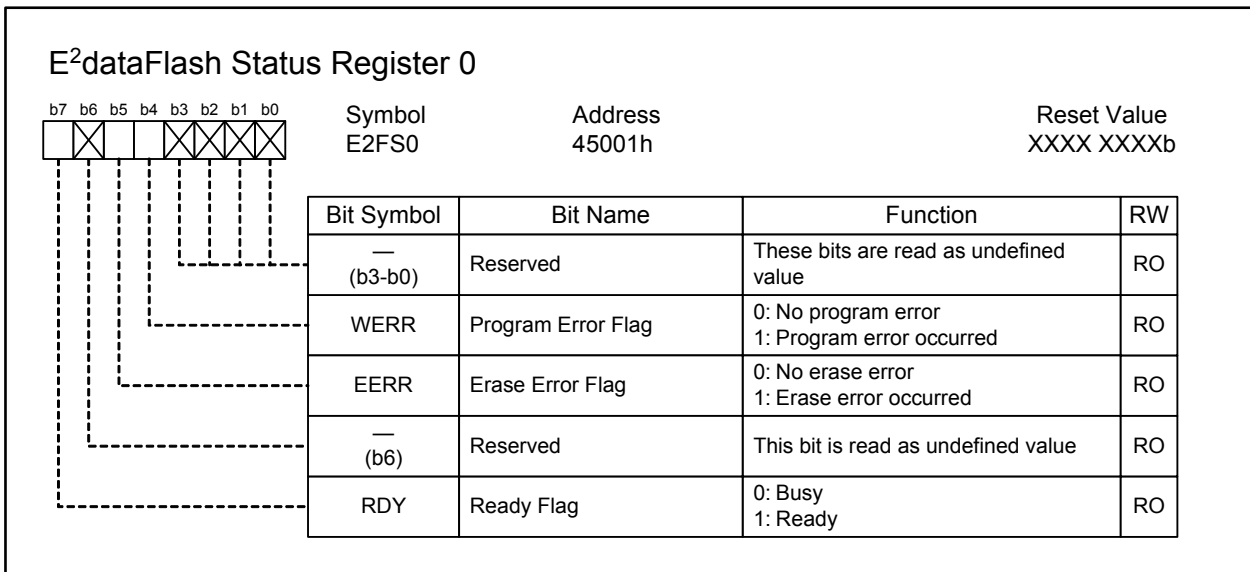 E²dataFlash Status Register 0
b7 b6 b5 b4 b3 b2 b1 b0
Symbol Address Reset Value
E2FS0 45001h XXXX XXXXb
Bit Symbol Bit Name Function RW
—
(b3-b0) Reserved These bits are read as undefined
value RO
WERR Program Error Flag 0: No program error
1: Program error occurred RO
EERR Erase Error Flag 0: No erase error
1: Erase error occurred RO
—
(b6) Reserved This bit is read as undefined value RO
RDY Ready Flag 0: Busy
1: Ready RO